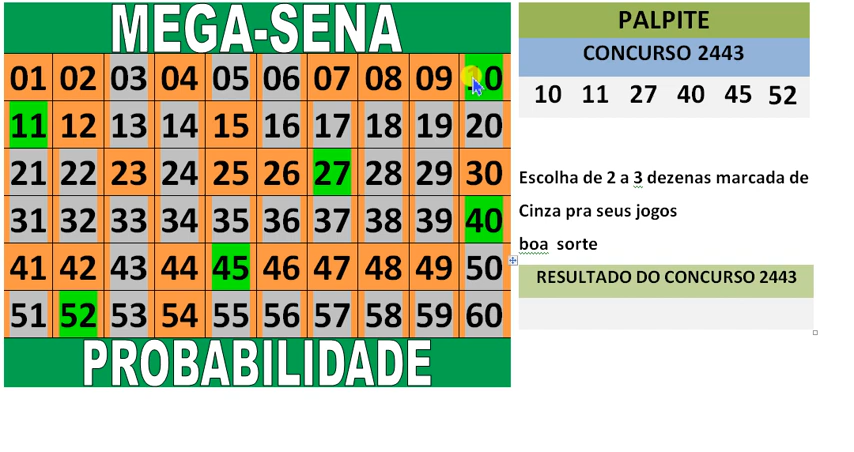 MEGA-SENA
01 02 03 04 05 06 07 08 09 10
11 12 13 14 15 16 17 18 19 20
21 22 23 24 25 26 27 28 29 30
31 32 33 34 35 36 37 38 39 40
41 42 43 44 45 46 47 48 49 50
51 52 53 54 55 56 57 58 59 60
PROBABILIDADE
PALPITE
CONCURSO 2443
10 11 27 40 45 52
Escolha de 2 a 3 dezenas marcada de
Cinza pra seus jogos
boa sorte
RESULTADO DO CONCURSO 2443